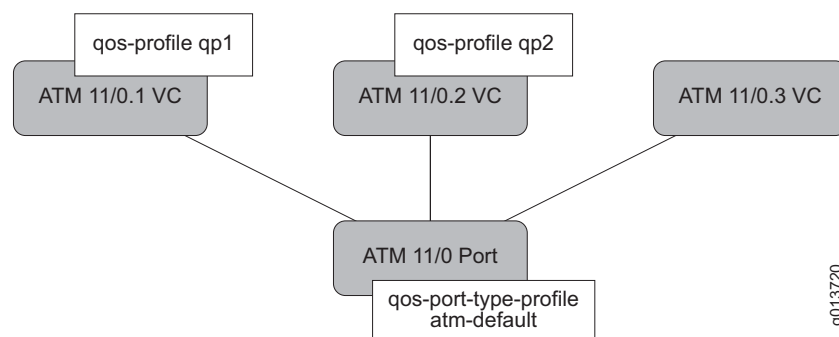 qos-profile qp1
qos-profile qp2
ATM 11/0.1 VC
ATM 11/0.2 VC
ATM 11/0.3 VC
ATM 11/0 Port
qos-port-type-profile
atm-default
g013720